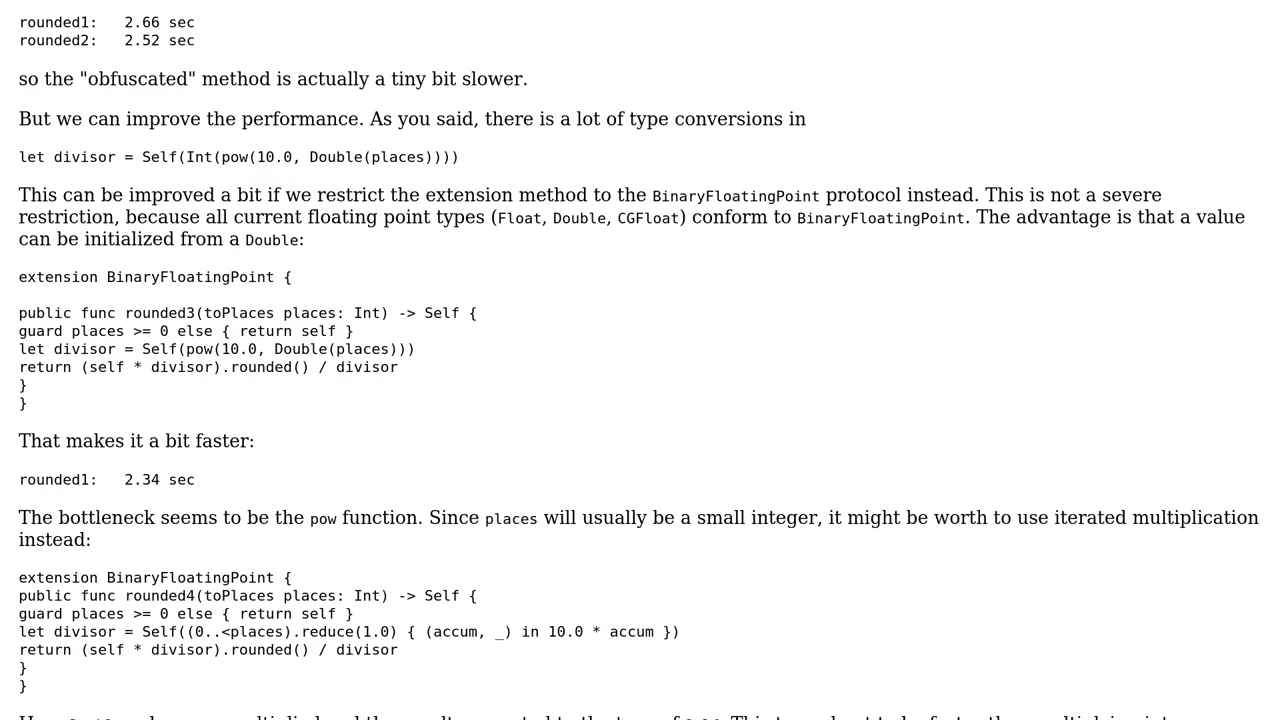 rounded1:   2.66 sec
rounded2:   2.52 sec
so the "obfuscated" method is actually a tiny bit slower.
But we can improve the performance. As you said, there is a lot of type conversions in
let divisor = Self(Int(pow(10.0, Double(places))))
This can be improved a bit if we restrict the extension method to the BinaryFloatingPoint protocol instead. This is not a severe
restriction, because all current floating point types (Float, Double, CGFloat) conform to BinaryFloatingPoint. The advantage is that a value
can be initialized from a Double:
extension BinaryFloatingPoint {
public func rounded3(toPlaces places: Int) -> Self {
guard places >= 0 else { return self }
let divisor = Self(pow(10.0, Double(places)))
return (self * divisor).rounded() / divisor
}
}
That makes it a bit faster:
rounded1:   2.34 sec
The bottleneck seems to be the pow function. Since places will usually be a small integer, it might be worth to use iterated multiplication
instead:
extension BinaryFloatingPoint {
public func rounded4(toPlaces places: Int) -> Self {
guard places >= 0 else { return self }
let divisor = Self((0..<places).reduce(1.0) { (accum, _) in 10.0 * accum })
return (self * divisor).rounded() / divisor
}
}